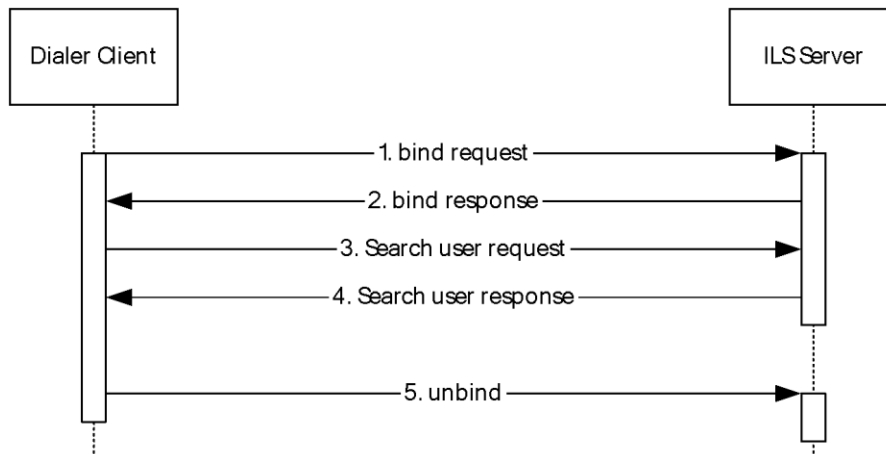 Dialer Client
ILS Server
1. bind request
2. bind response
3. Search user request
4. Search user response
5. unbind